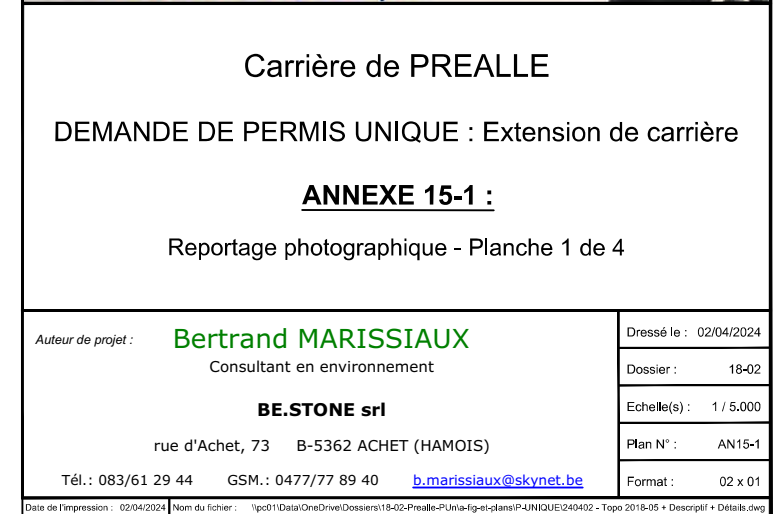 Carrière de PREALLE
DEMANDE DE PERMIS UNIQUE : Extension de carrière
ANNEXE 15-1 :
Reportage photographique - Planche 1 de 4
Auteur de projet : Bertrand MARISSIAUX
Consultant en environnement
BE.STONE srl
rue d'Achet, 73 B-5362 ACHET (HAMOIS)
Tél.: 083/61 29 44 GSM.: 0477/77 89 40 b.marissiaux@skynet.be
Dressé le : 02/04/2024
Dossier : 18-02
Echelle(s) : 1 / 5.000
Plan N° : AN15-1
Format : 02 x 01
Date de l'impression : 02/04/2024 Nom du fichier : \\pc01\Data\OneDrive\Dossiers\18-02-Prealle-PUn\a-fig-et-plans\P-UNIQUE\240402 - Topo 2018-05 + Descriptif + Détails.dwg